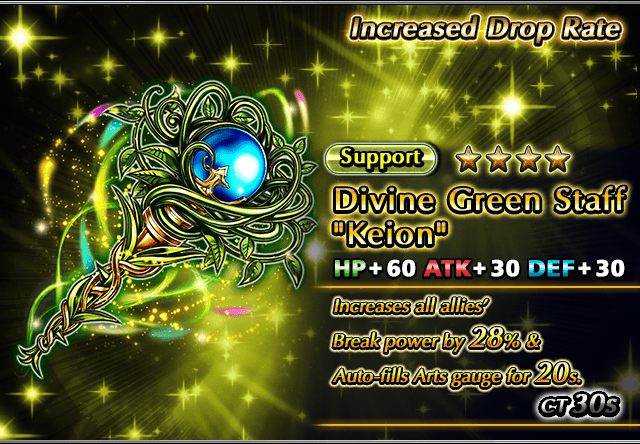 Increased Drop Rate
Support
Divine Green Staff
"Keion"
HP+60 ATK+30 DEF+30
Increases all allies'
Break power by 28% &
Auto-fills Arts gauge for 20s.
CT 30s